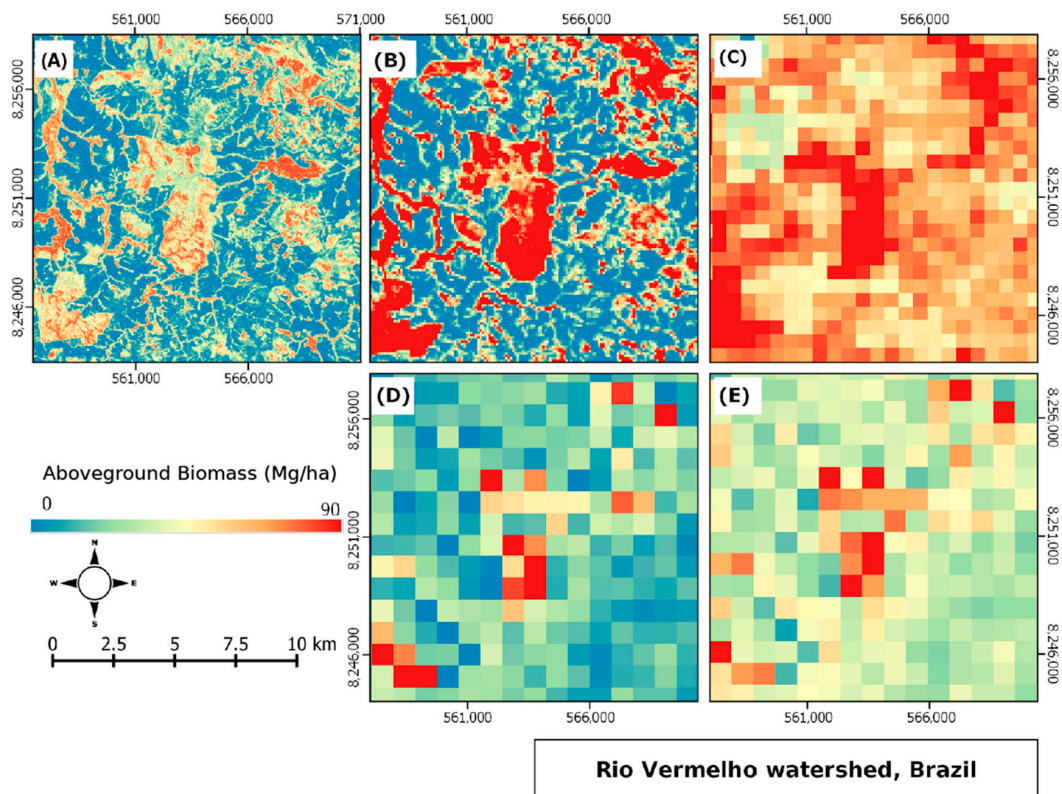 561,000 566,000 571,000 551,000 566,000 561,000 566,000
(A) (B) (C)
8,256,000 8,256,000
8,251,000 8,251,000
8,246,000 8,246,000
561,000 566,000
(D) (E)
8,256,000 8,256,000
Aboveground Biomass (Mg/ha)
0 90
8,251,000 8,251,000
N
W E
S
0 2.5 5 7.5 10 km
8,246,000 8,246,000
561,000 566,000 561,000 566,000
Rio Vermelho watershed, Brazil